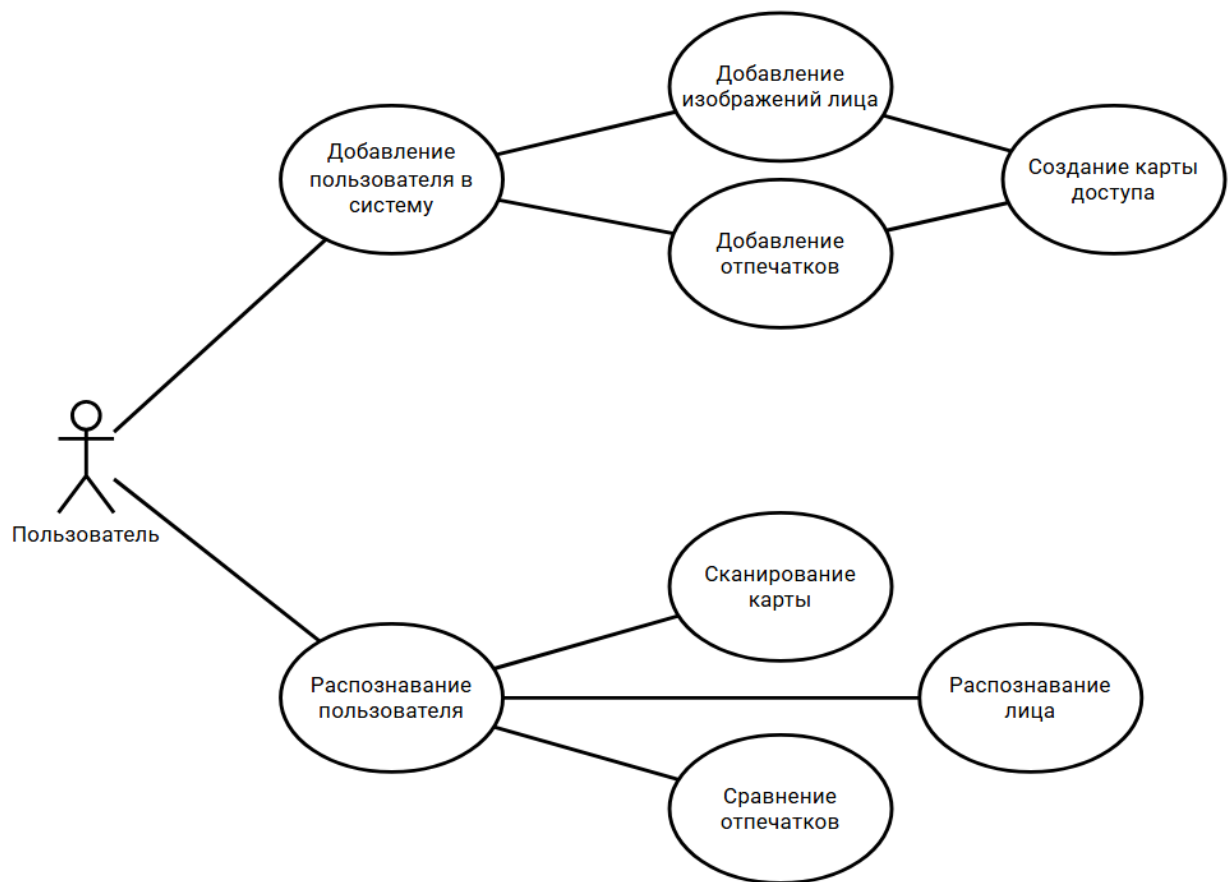 Добавление
изображений лица
Добавление
пользователя в
систему
Создание карты
доступа
Добавление
отпечатков
Пользователь
Сканирование
карты
Распознавание
пользователя
Распознавание
лица
Сравнение
отпечатков